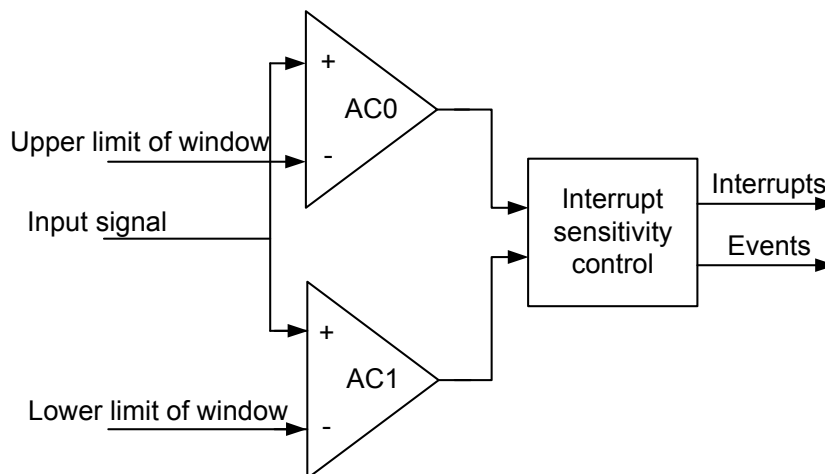 +
AC0
-
Upper limit of window
Input signal
+
AC1
-
Lower limit of window
Interrupt
sensitivity
control
Interrupts
Events